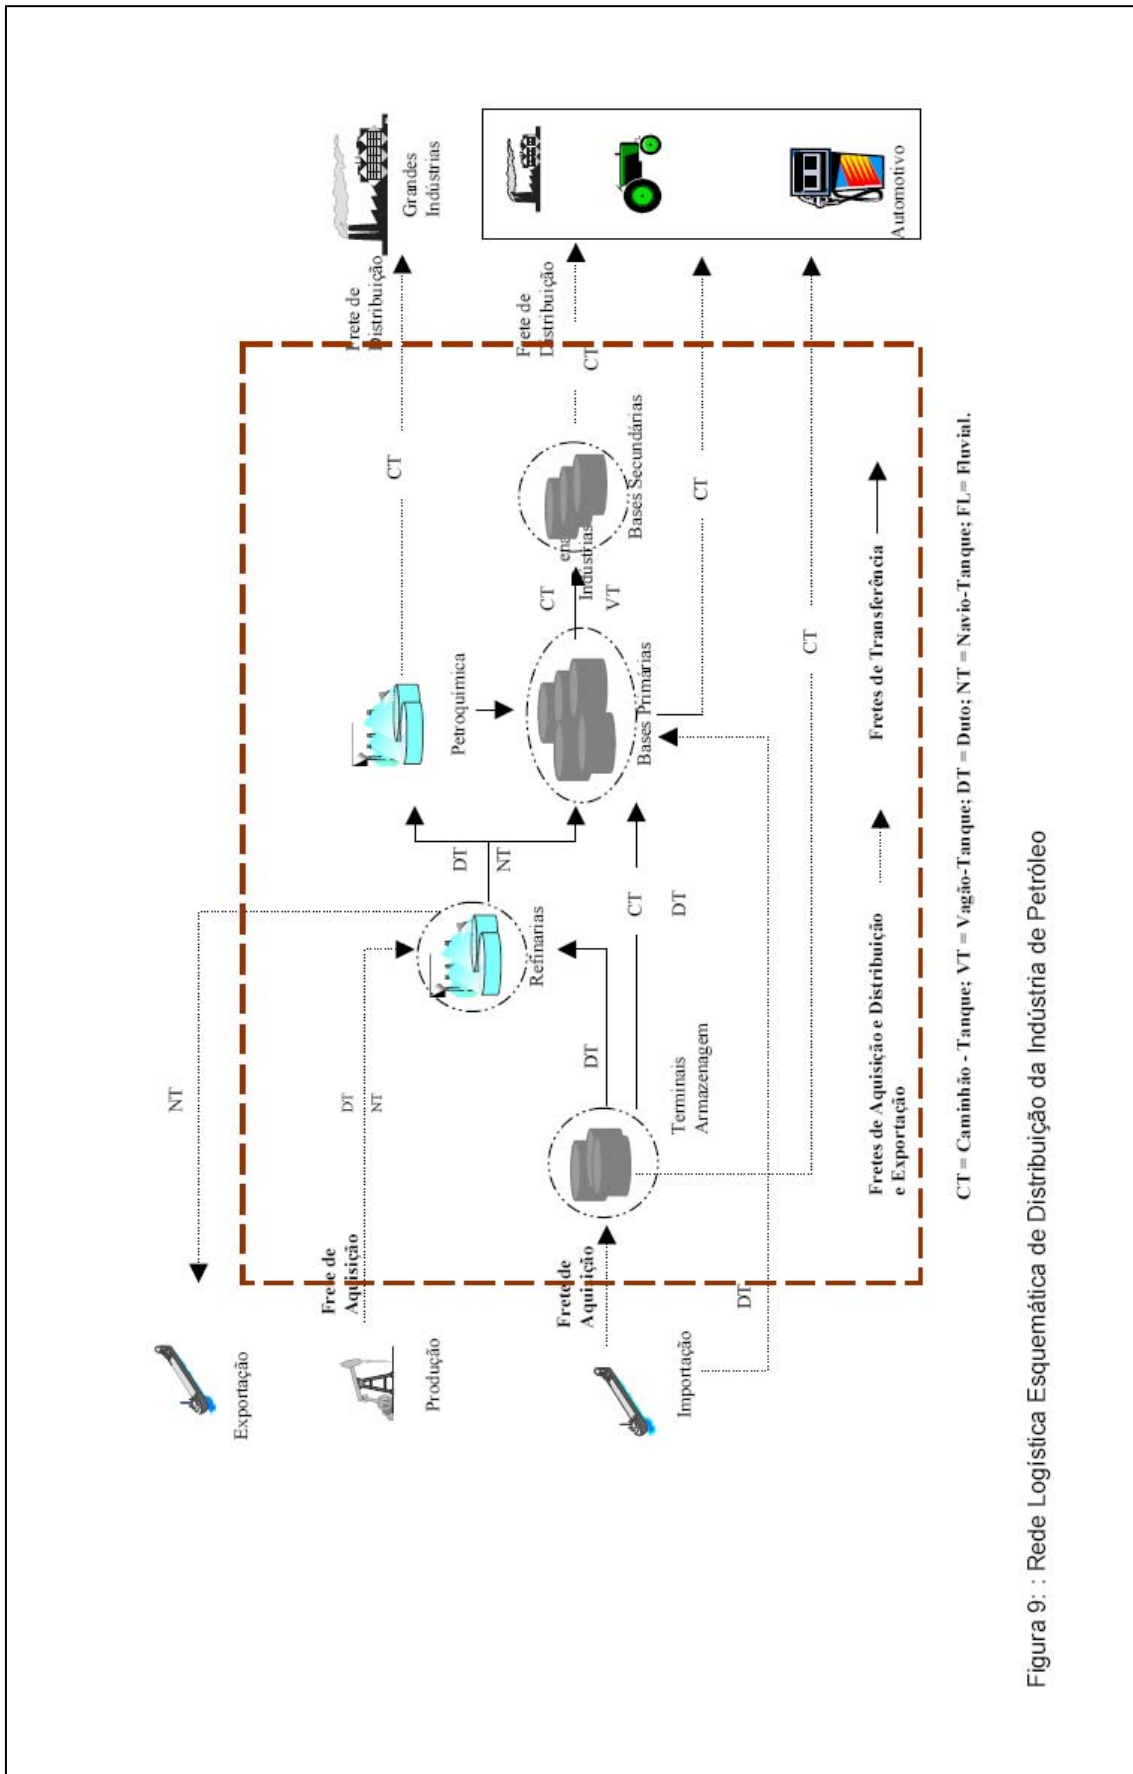 NT
Exportação
Frete de
Aquisição
DT
NT
Produção
Refinarias
DT
NT
Petroquímica
CT
Frete de
Distribuição
Grandes
Indústrias
Frete de
Aquisição
Importação
DT
Terminais
Armazenagem
DT
CT
DT
Bases Primárias
CT
VT
Indústrias
Bases Secundárias
CT
Frete de
Distribuição
CT
CT
DT
Automotivo
Fretes de Aquisição e Distribuição
e Exportação
Fretes de Transferência
CT = Caminhão - Tanque; VT = Vagão-Tanque; DT = Duto; NT = Navio-Tanque; FL= Fluvial.
Figura 9: : Rede Logística Esquemática de Distribuição da Indústria de Petróleo